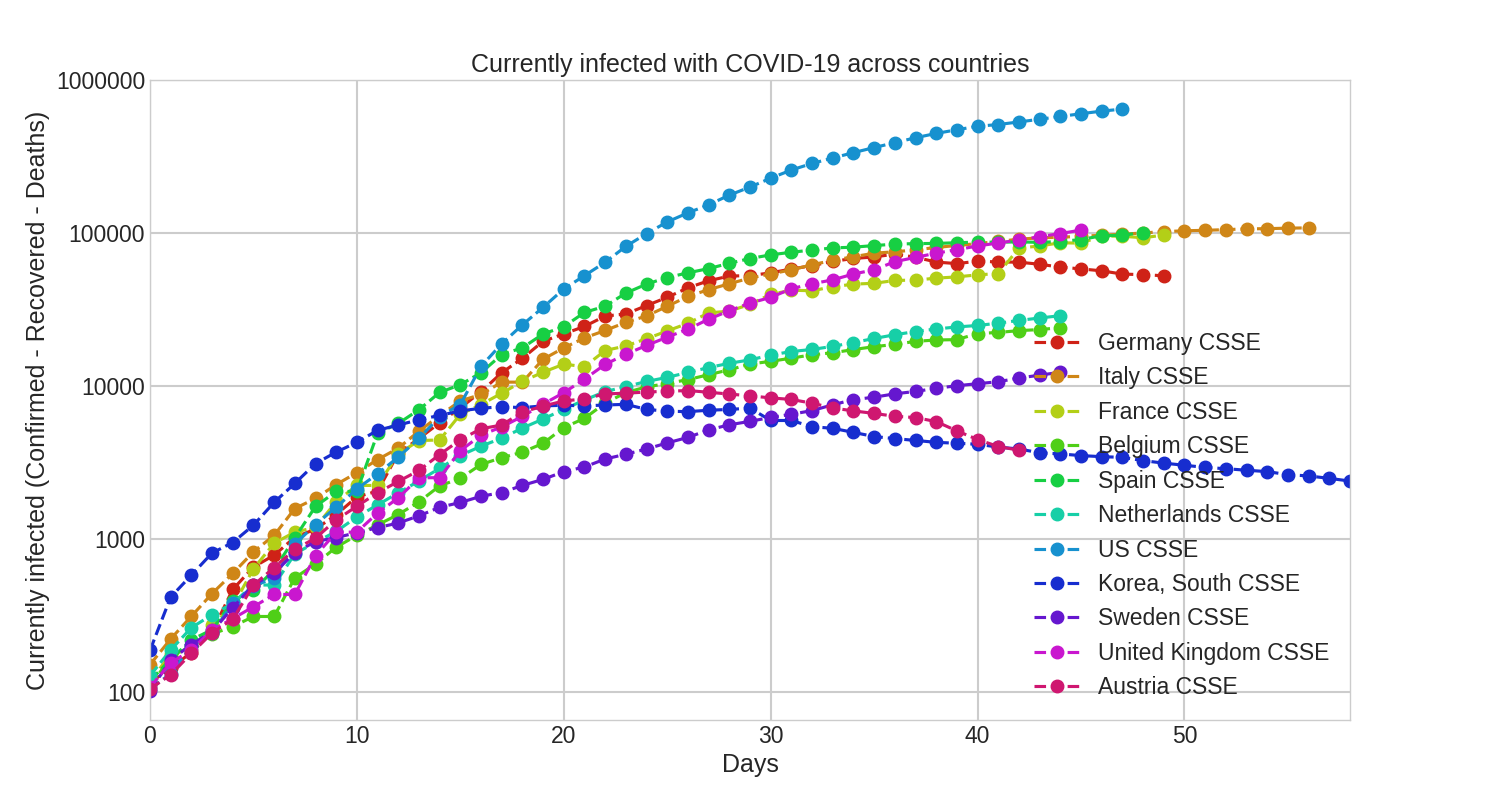 Currently infected with COVID-19 across countries
Currently infected (Confirmed - Recovered - Deaths)
1000000
100000
10000
1000
100
Germany CSSE
Italy CSSE
France CSSE
Belgium CSSE
Spain CSSE
Netherlands CSSE
US CSSE
Korea, South CSSE
Sweden CSSE
United Kingdom CSSE
Austria CSSE
0 10 20 30 40 50
Days